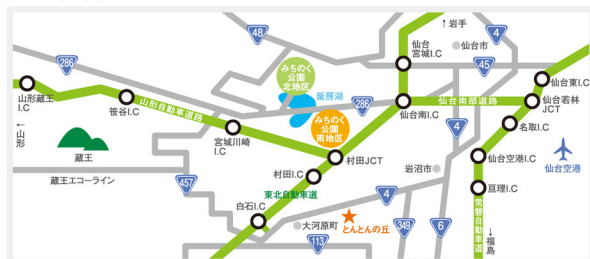 ↑岩手
48
4
仙台
宮城I.C
仙台市
みちのく
公園
北地区
286
45
仙台東I.C
釜房湖
山形蔵王
I.C
笹谷I.C
山形自動車道路
286
仙台南部道路
仙台若林
JCT
仙台南I.C
宮城川崎
I.C
みちのく
公園
南地区
名取I.C
4
←山形
蔵王
村田JCT
仙台空港I.C
仙台空港
岩沼市
蔵王エコーライン
457
村田I.C
東北自動車道
4
亘理I.C
白石I.C
大河原町
とんとんの丘
349
6
常磐自動車道
113
↓福島